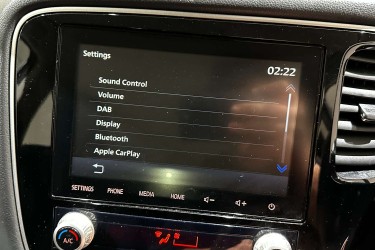 Settings
02:22
Sound Control
Volume
DAB
Display
Bluetooth
Apple CarPlay
SETTINGS PHONE MEDIA HOME
A/C